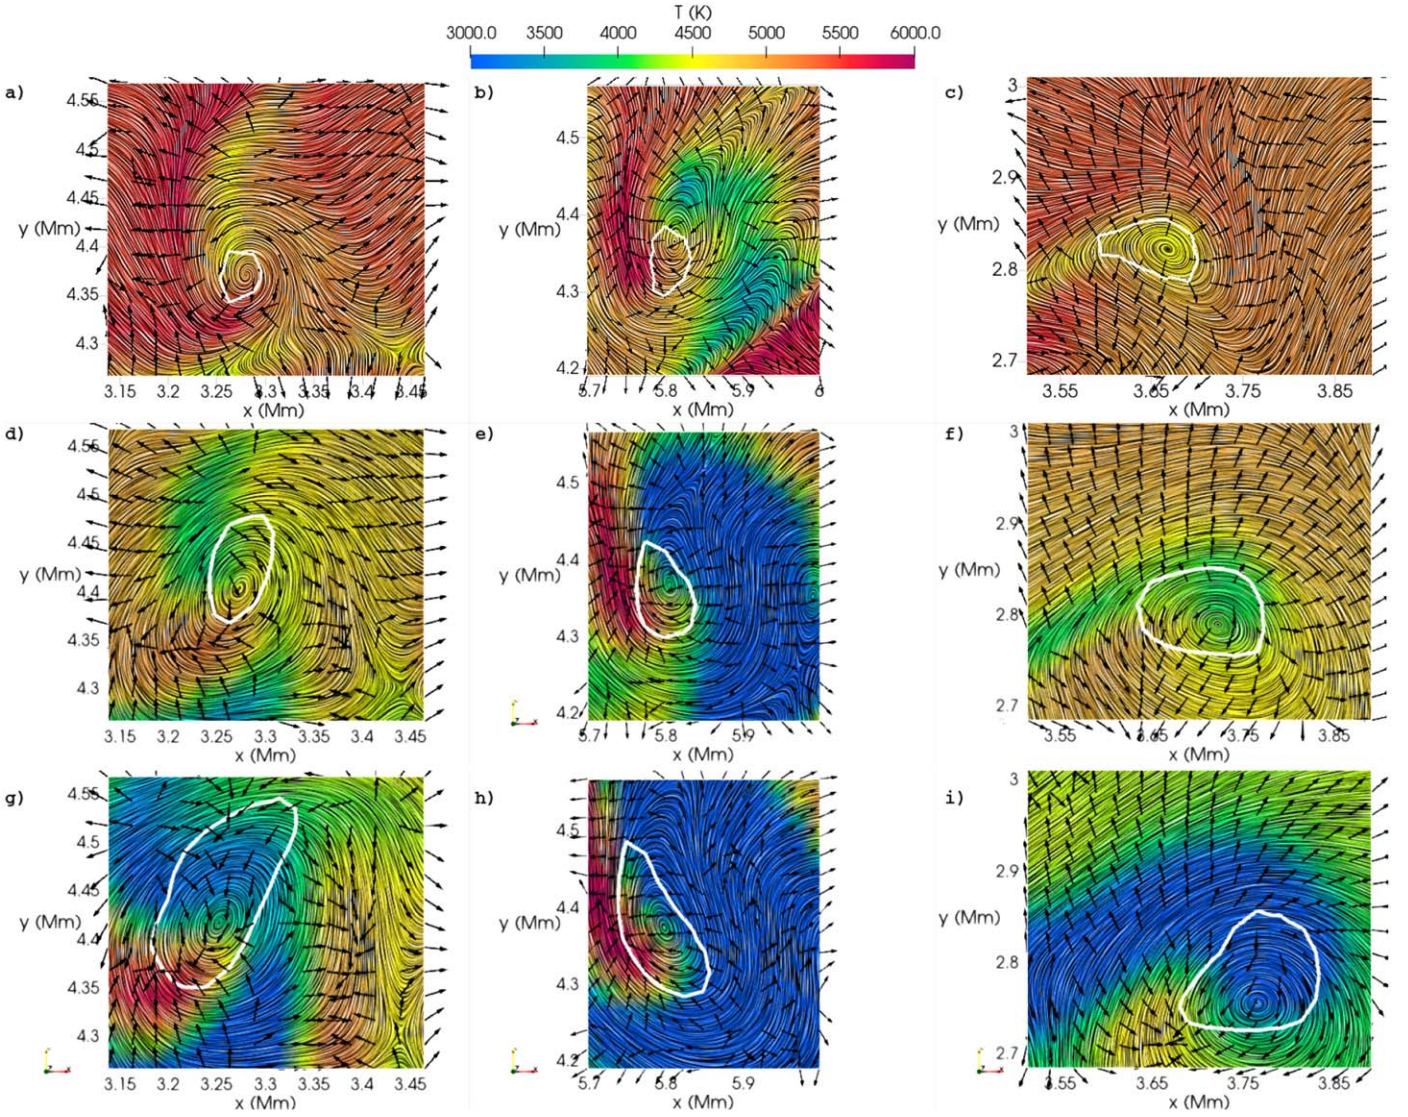 T (K)
3000.0 3500 4000 4500 5000 5500 6000.0
a)
4.55
4.5
4.45
y (Mm)
4.4
4.35
4.3
3.15 3.2 3.25 3.3 3.35 3.4 3.45
x (Mm)
b)
4.5
4.4
y (Mm)
4.3
4.2
5.7 5.8 5.9 6
x (Mm)
c)
3
2.9
y (Mm)
2.8
2.7
3.55 3.65 3.75 3.85
x (Mm)
d)
4.55
4.5
4.45
y (Mm)
4.4
4.35
4.3
3.15 3.2 3.25 3.3 3.35 3.4 3.45
x (Mm)
e)
4.5
4.4
y (Mm)
4.3
4.2
5.7 5.8 5.9
x (Mm)
f)
3
2.9
y (Mm)
2.8
2.7
3.55 3.65 3.75 3.85
x (Mm)
g)
4.55
4.5
4.45
y (Mm)
4.4
4.35
4.3
3.15 3.2 3.25 3.3 3.35 3.4 3.45
x (Mm)
h)
4.5
4.4
y (Mm)
4.3
4.2
5.7 5.8 5.9
x (Mm)
i)
3
2.9
y (Mm)
2.8
2.7
3.55 3.65 3.75 3.85
x (Mm)